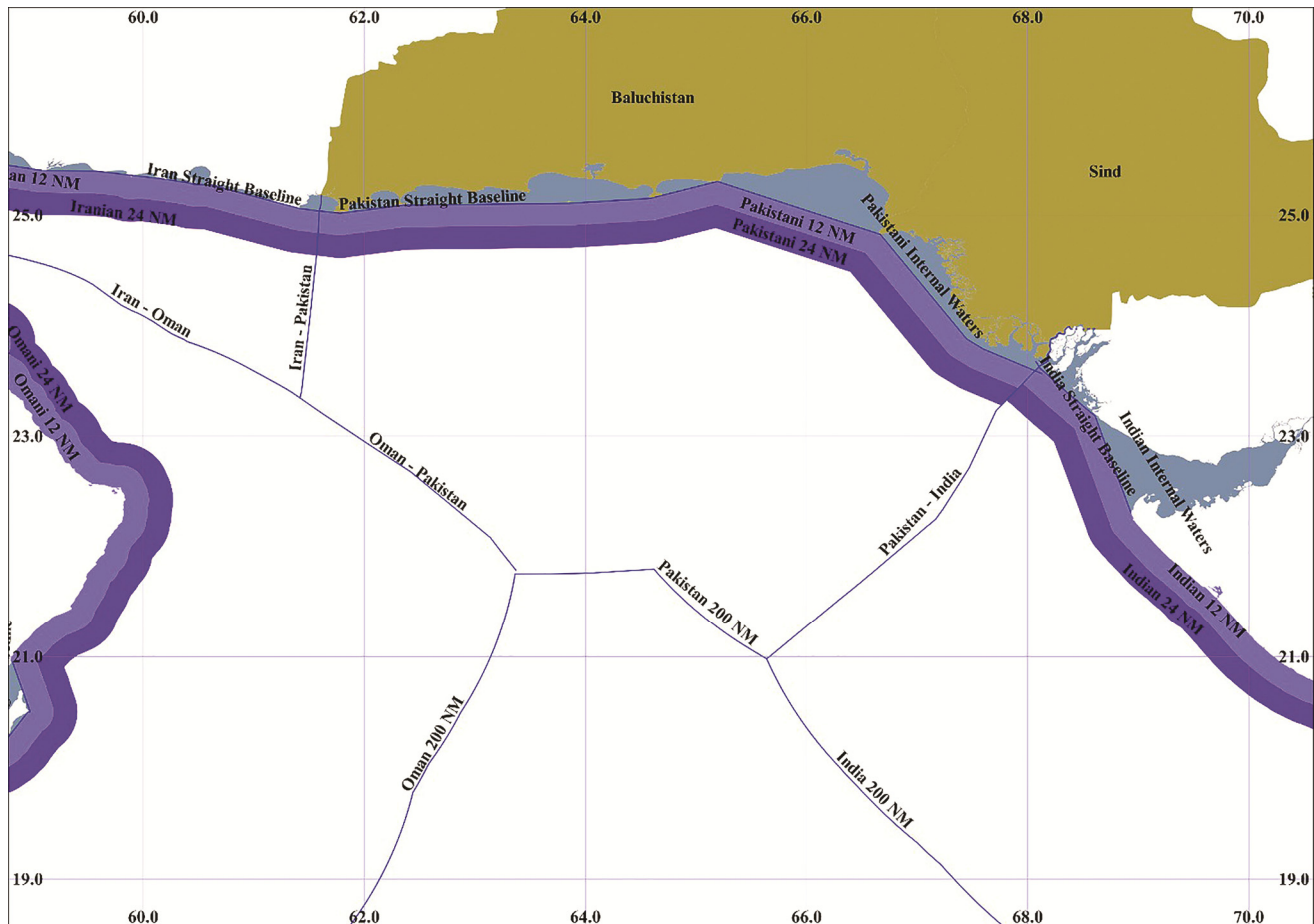 60.0
62.0
64.0
66.0
68.0
70.0
Baluchistan
Sind
an 12 NM
Iran Straight Baseline
Pakistan Straight Baseline
25.0
Iranian 24 NM
Pakistani 12 NM
Pakistani 24 NM
Pakistani Internal Waters
25.0
Iran - Oman
Iran - Pakistan
Omani 24 NM
Omani 12 NM
India Straight Baseline
Indian Internal Waters
23.0
23.0
Oman - Pakistan
Pakistan - India
Pakistan 200 NM
Indian 12 NM
Indian 24 NM
21.0
21.0
Oman 200 NM
India 200 NM
19.0
19.0
60.0
62.0
64.0
66.0
68.0
70.0